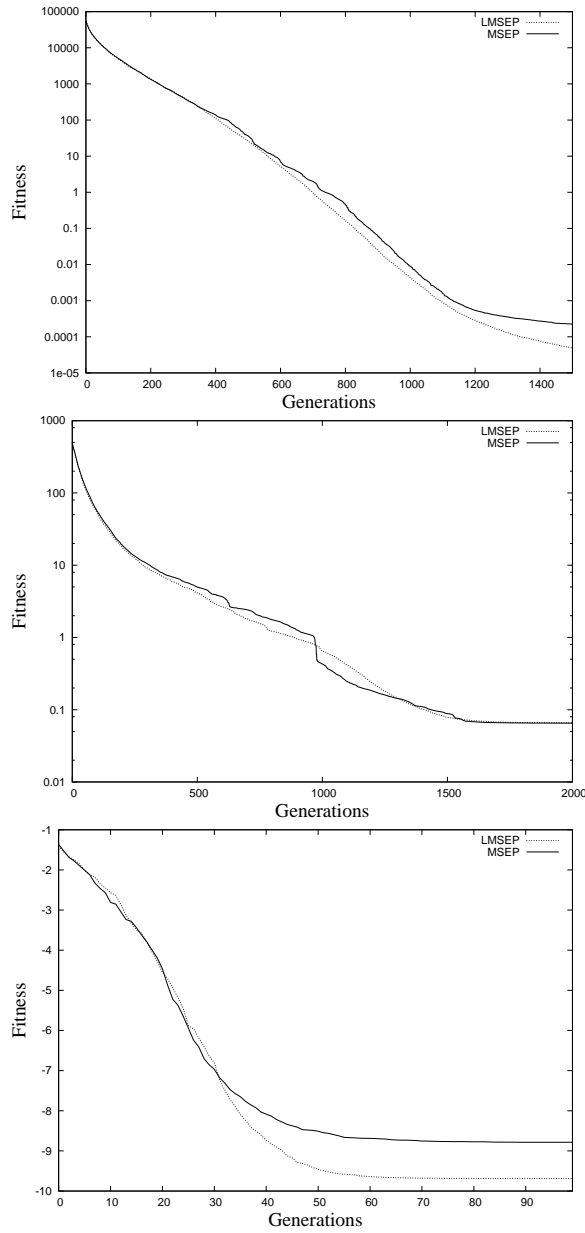 100000
10000
1000
100
10
1
0.1
0.01
0.001
0.0001
1e-05
Fitness
LMSEP
MSEP
0 200 400 600 800 1000 1200 1400
Generations
1000
100
10
1
0.1
0.01
Fitness
LMSEP
MSEP
0 500 1000 1500 2000
Generations
-1
-2
-3
-4
-5
-6
-7
-8
-9
-10
Fitness
LMSEP
MSEP
0 10 20 30 40 50 60 70 80 90
Generations